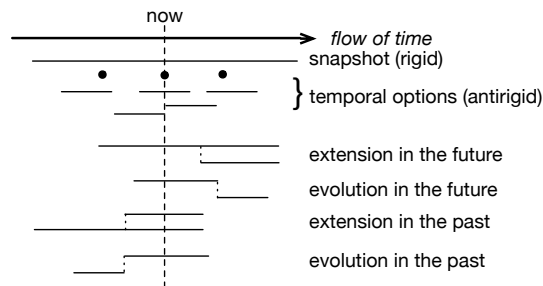 now
flow of time
snapshot (rigid)
} temporal options (antirigid)
extension in the future
evolution in the future
extension in the past
evolution in the past